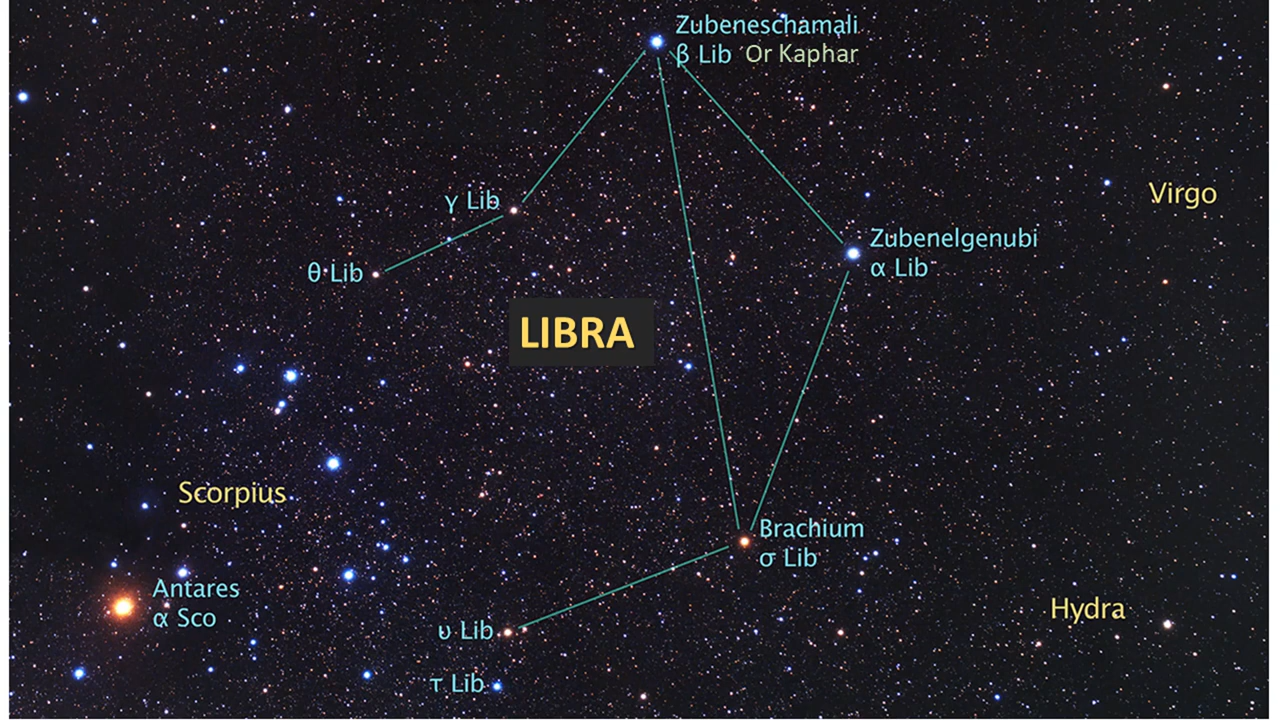 Zubeneschamali
β Lib Or Kaphar
Virgo
γ Lib
Zubenelgenubi
α Lib
θ Lib
LIBRA
Scorpius
Brachium
σ Lib
Antares
α Sco
Hydra
υ Lib
τ Lib